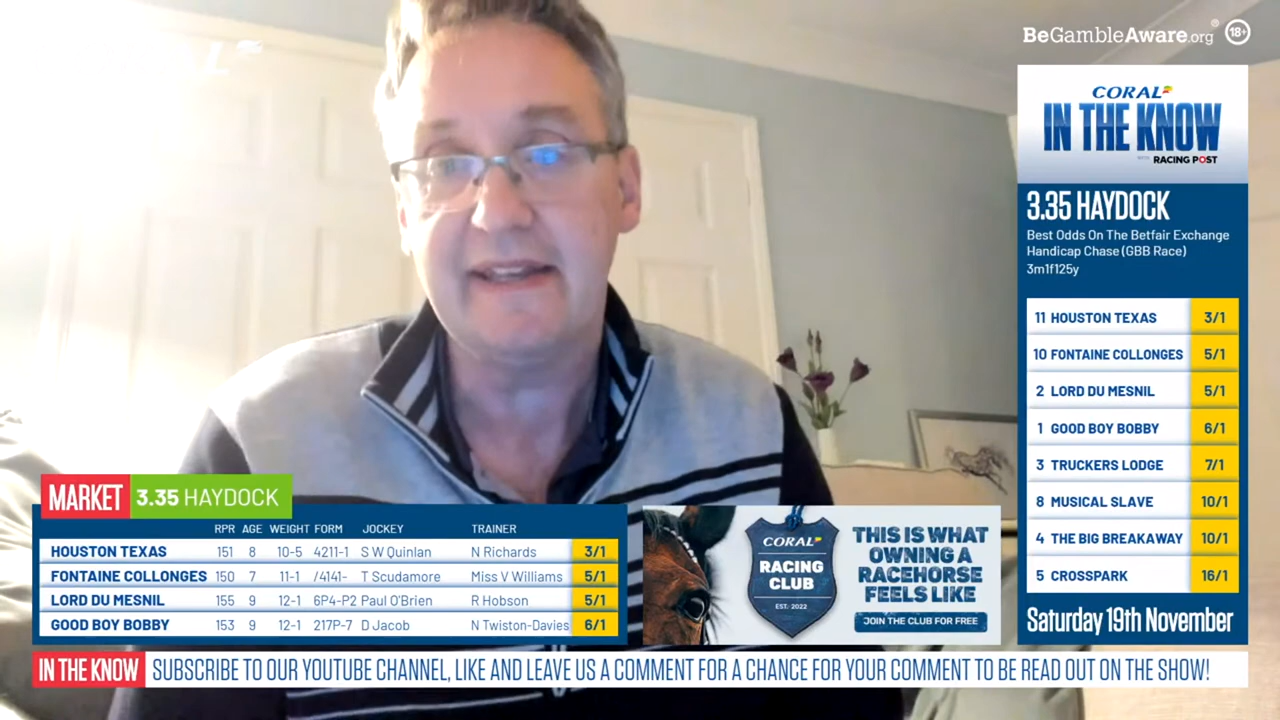 BeGambleAware.org® 18+
CORAL
IN THE KNOW
WITH RACING POST
3.35 HAYDOCK
Best Odds On The Betfair Exchange
Handicap Chase (GBB Race)
3m1f125y
11 HOUSTON TEXAS 3/1
10 FONTAINE COLLONGES 5/1
2 LORD DU MESNIL 5/1
1 GOOD BOY BOBBY 6/1
3 TRUCKERS LODGE 7/1
8 MUSICAL SLAVE 10/1
4 THE BIG BREAKAWAY 10/1
5 CROSSPARK 16/1
Saturday 19th November
MARKET 3.35 HAYDOCK
RPR AGE WEIGHT FORM JOCKEY TRAINER
HOUSTON TEXAS 151 8 10-5 4211-1 S W Quinlan N Richards 3/1
FONTAINE COLLONGES 150 7 11-1 /4141- T Scudamore Miss V Williams 5/1
LORD DU MESNIL 155 9 12-1 6P4-P2 Paul O'Brien R Hobson 5/1
GOOD BOY BOBBY 153 9 12-1 217P-7 D Jacob N Twiston-Davies 6/1
CORAL
RACING
CLUB
EST. 2022
THIS IS WHAT
OWNING A
RACEHORSE
FEELS LIKE
JOIN THE CLUB FOR FREE
IN THE KNOW SUBSCRIBE TO OUR YOUTUBE CHANNEL, LIKE AND LEAVE US A COMMENT FOR A CHANCE FOR YOUR COMMENT TO BE READ OUT ON THE SHOW!